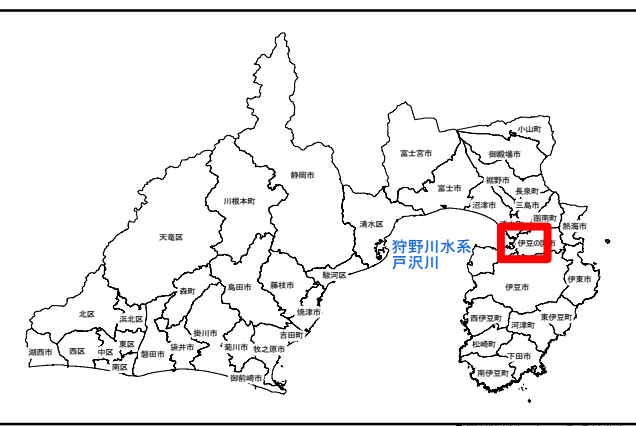 小山町
御殿場市
富士宮市
裾野市
静岡市
富士市
長泉町
川根本町
沼津市
三島市
函南町
清水区
熱海市
天竜区
狩野川水系
戸沢川
伊豆の国市
駿河区
伊東市
島田市
藤枝市
伊豆市
森町
焼津市
北区
浜北区
西伊豆町
東伊豆町
河津町
掛川市
吉田町
東区
袋井市
菊川市
牧之原市
松崎町
湖西市
西区
中区
磐田市
下田市
南区
御前崎市
南伊豆町